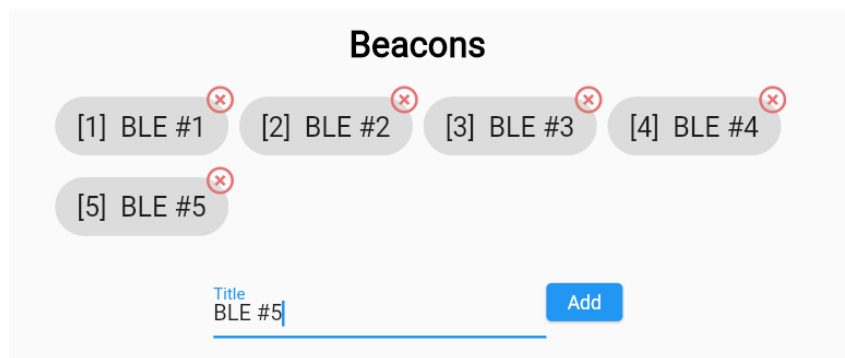 Beacons
[1] BLE #1 [2] BLE #2 [3] BLE #3 [4] BLE #4
[5] BLE #5
Title
BLE #5 Add